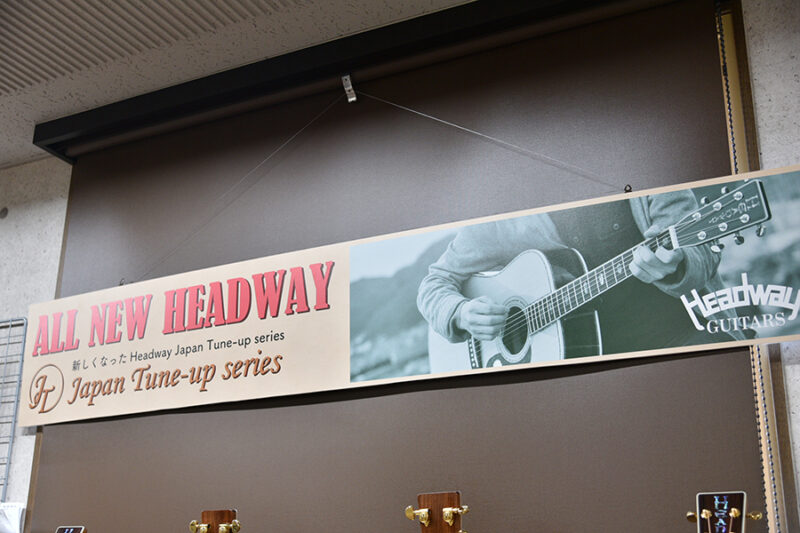 ALL NEW HEADWAY
新しくなった Headway Japan Tune-up series
JT
Japan Tune-up series
Headway
GUITARS